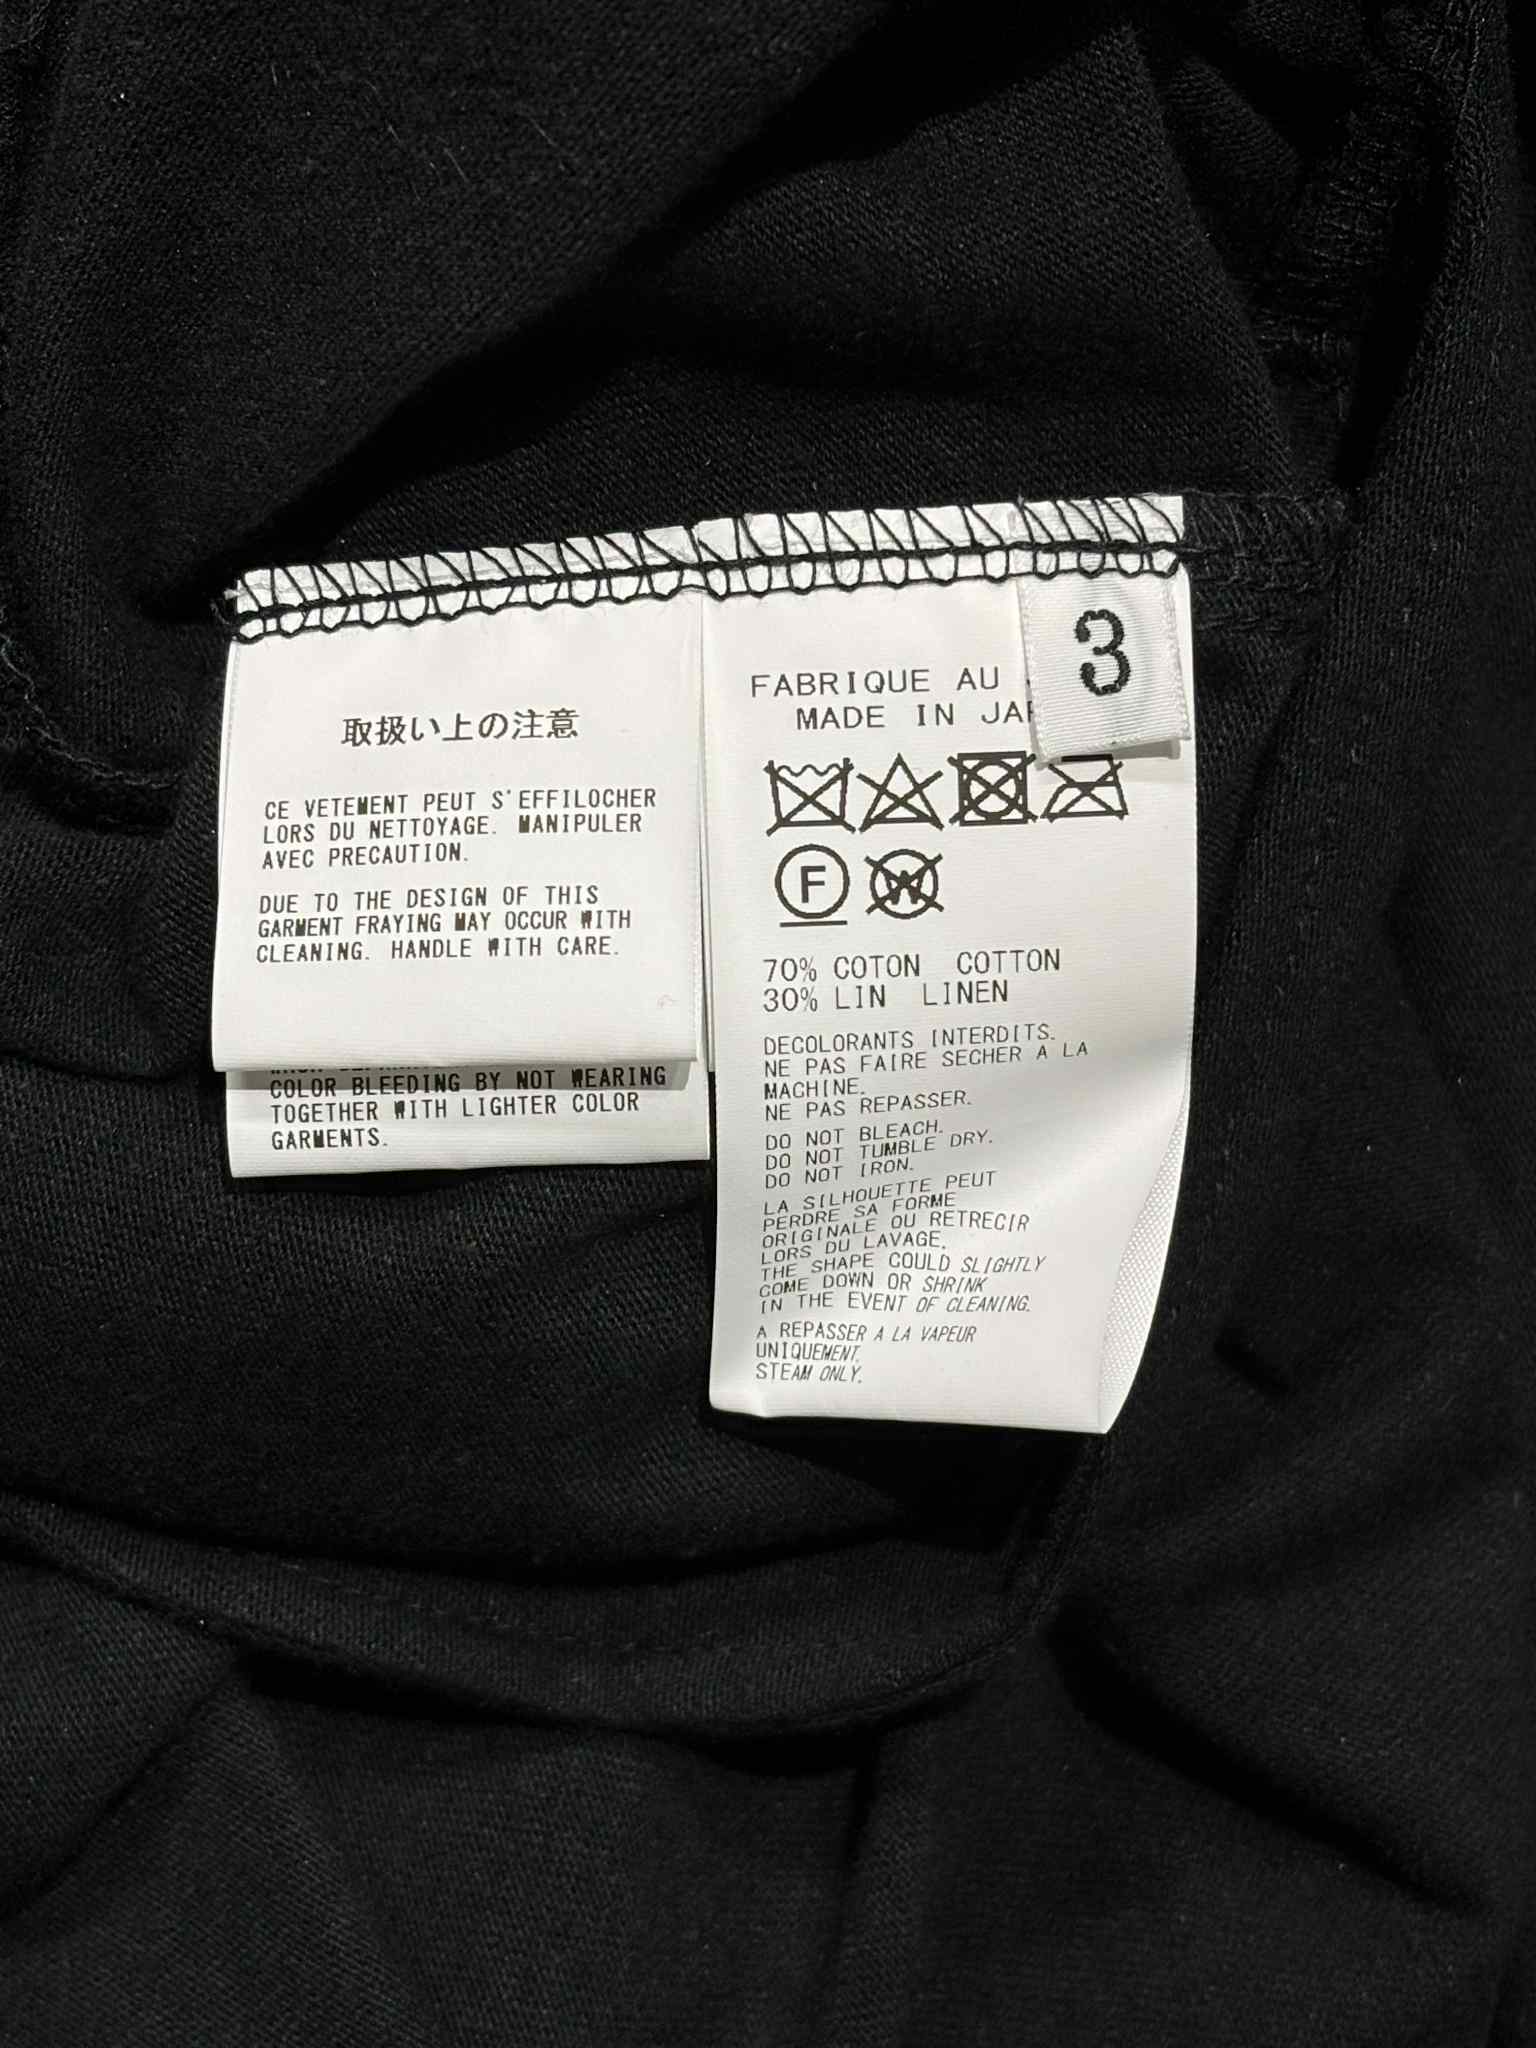 取扱い上の注意
CE VETEMENT PEUT S'EFFILOCHER
LORS DU NETTOYAGE. MANIPULER
AVEC PRECAUTION.
DUE TO THE DESIGN OF THIS
GARMENT FRAYING MAY OCCUR WITH
CLEANING. HANDLE WITH CARE.
COLOR BLEEDING BY NOT WEARING
TOGETHER WITH LIGHTER COLOR
GARMENTS.
3
FABRIQUE AU
MADE IN
F
W
70% COTON COTTON
30% LIN LINEN
DECOLORANTS INTERDITS.
NE PAS FAIRE SECHER A LA
MACHINE.
NE PAS REPASSER.
DO NOT BLEACH.
DO NOT TUMBLE DRY.
DO NOT IRON.
LA SILHOUETTE PEUT
PERDRE SA FORME
ORIGINALE OU RETRECIR
LORS DU LAVAGE.
THE SHAPE COULD SLIGHTLY
COME DOWN OR SHRINK
IN THE EVENT OF CLEANING.
A REPASSER A LA VAPEUR
UNIQUEMENT.
STEAM ONLY.